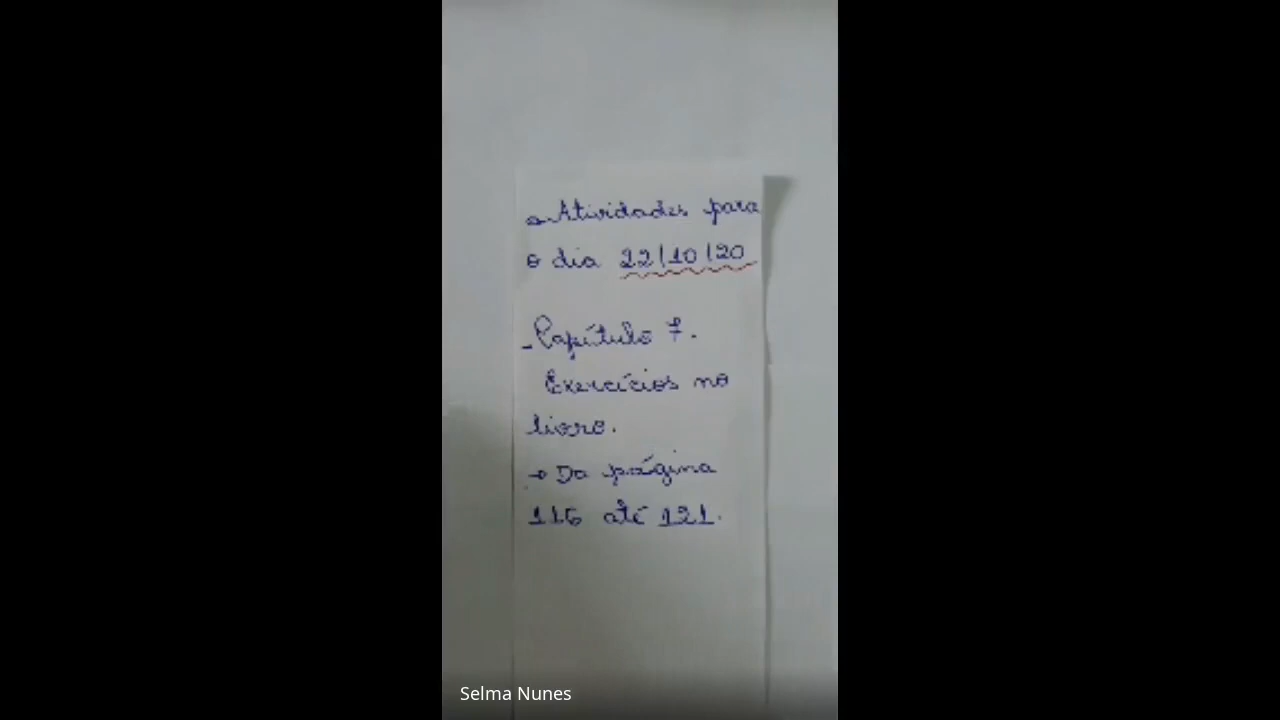 Atividades para
o dia 22/10/20
- Capítulo 7.
Exercícios no
livro.
→ Da página
116 até 121.
Selma Nunes